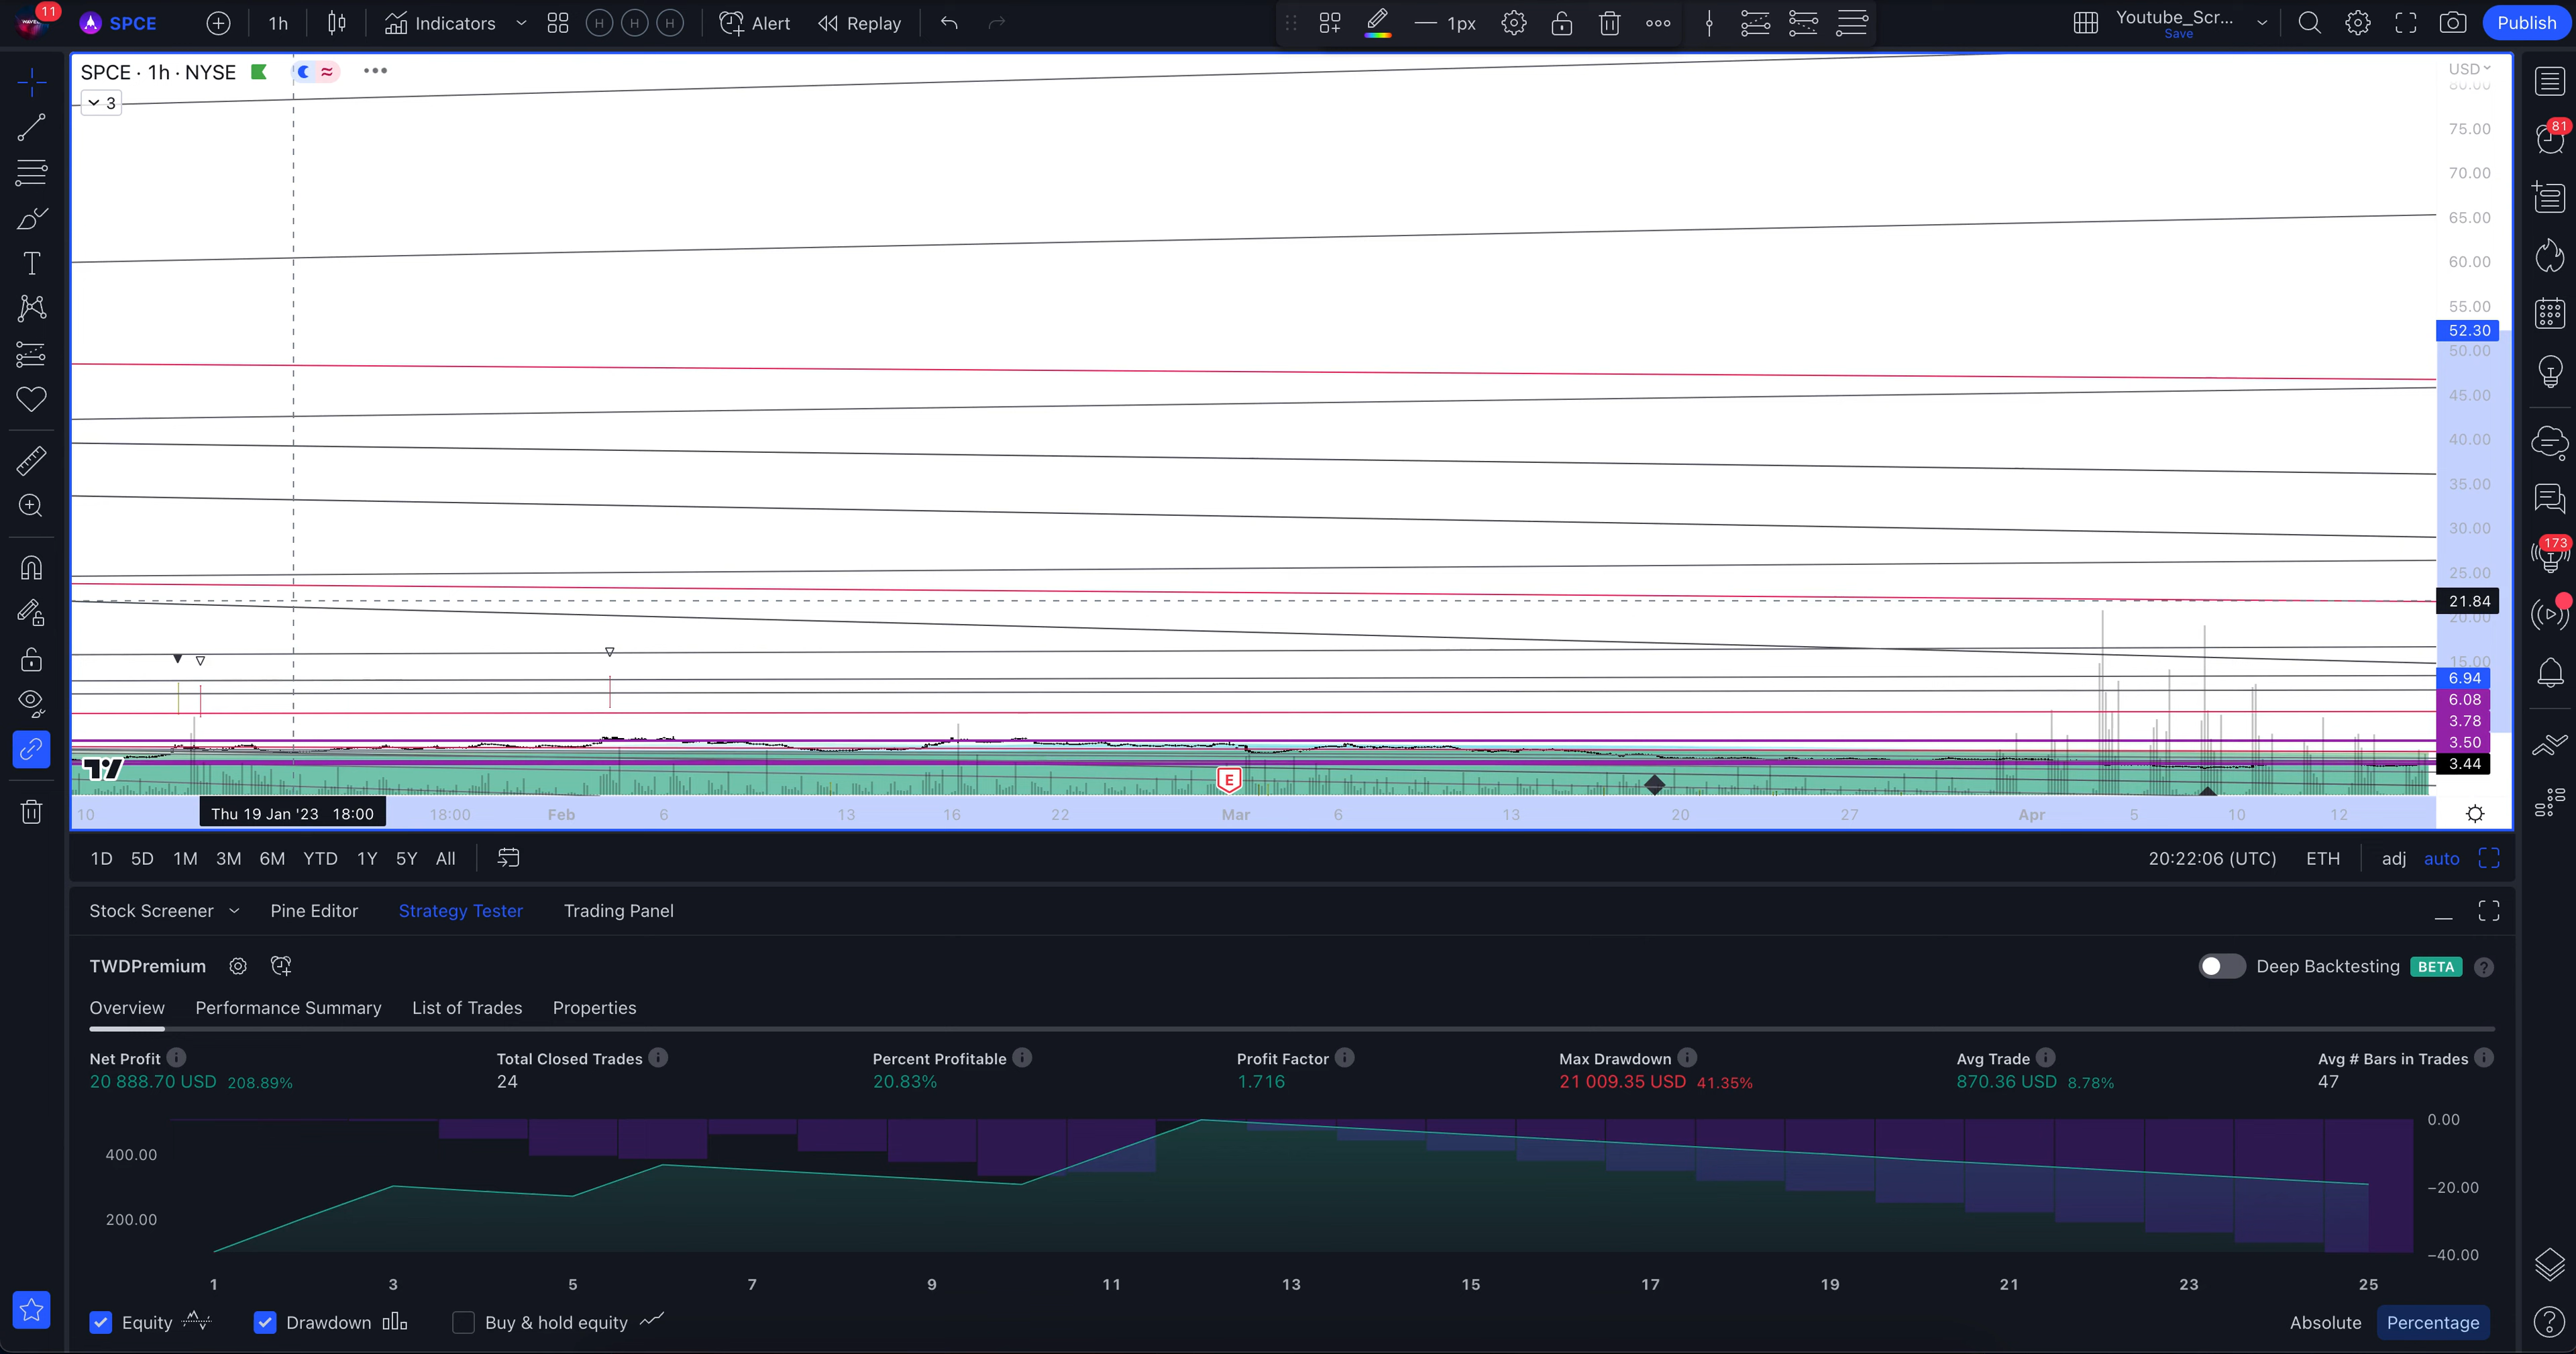 11
SPCE
1h
Indicators
H
H
H
Alert
Replay
1px
Youtube_Scr...
Save
Publish
SPCE · 1h · NYSE
3
USD
80.00
75.00
70.00
65.00
60.00
55.00
52.30
50.00
45.00
40.00
35.00
30.00
25.00
21.84
20.00
15.00
6.94
6.08
3.78
3.50
3.44
E
10
Thu 19 Jan '23 18:00
18:00
Feb
6
13
16
22
Mar
6
13
20
27
Apr
5
10
12
81
173
1D
5D
1M
3M
6M
YTD
1Y
5Y
All
20:22:06 (UTC)
ETH
adj
auto
Stock Screener
Pine Editor
Strategy Tester
Trading Panel
TWDPremium
Deep Backtesting
BETA
?
Overview
Performance Summary
List of Trades
Properties
Net Profit
20 888.70 USD 208.89%
Total Closed Trades
24
Percent Profitable
20.83%
Profit Factor
1.716
Max Drawdown
21 009.35 USD 41.35%
Avg Trade
870.36 USD 8.78%
Avg # Bars in Trades
47
400.00
200.00
0.00
−20.00
−40.00
1
3
5
7
9
11
13
15
17
19
21
23
25
Equity
Drawdown
Buy & hold equity
Absolute
Percentage